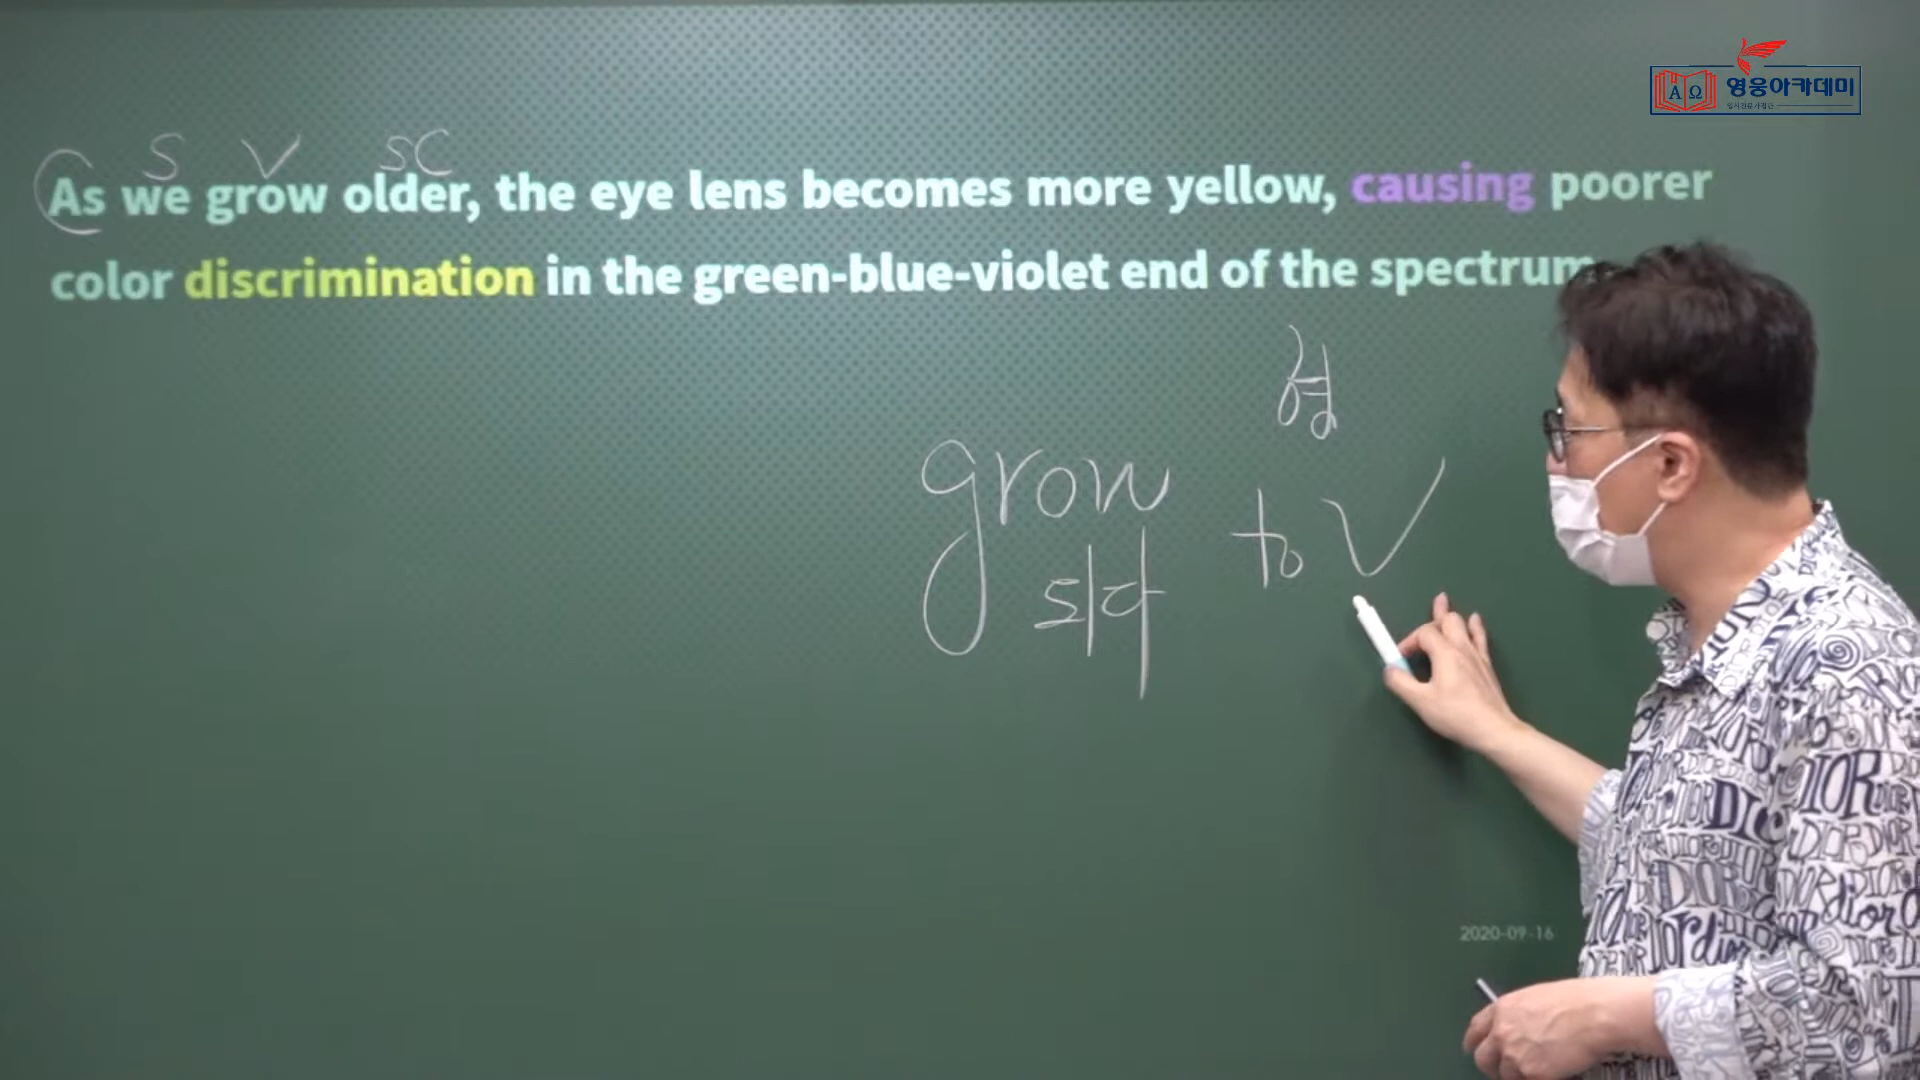 영웅아카데미
S V SC
As we grow older, the eye lens becomes more yellow, causing poorer
color discrimination in the green-blue-violet end of the spectrum
형
grow to V
되다
2020-09-16
DIOR